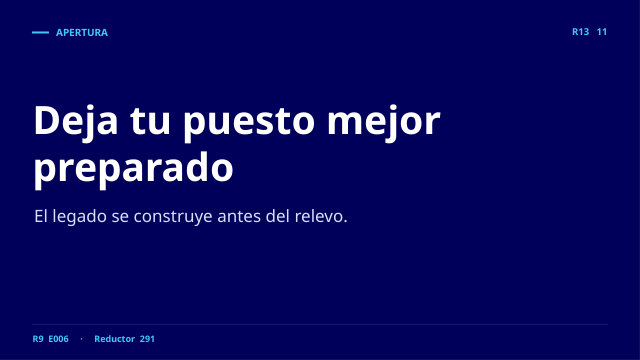 APERTURA
R13 11
Deja tu puesto mejor
preparado
El legado se construye antes del relevo.
R9 E006 · Reductor 291